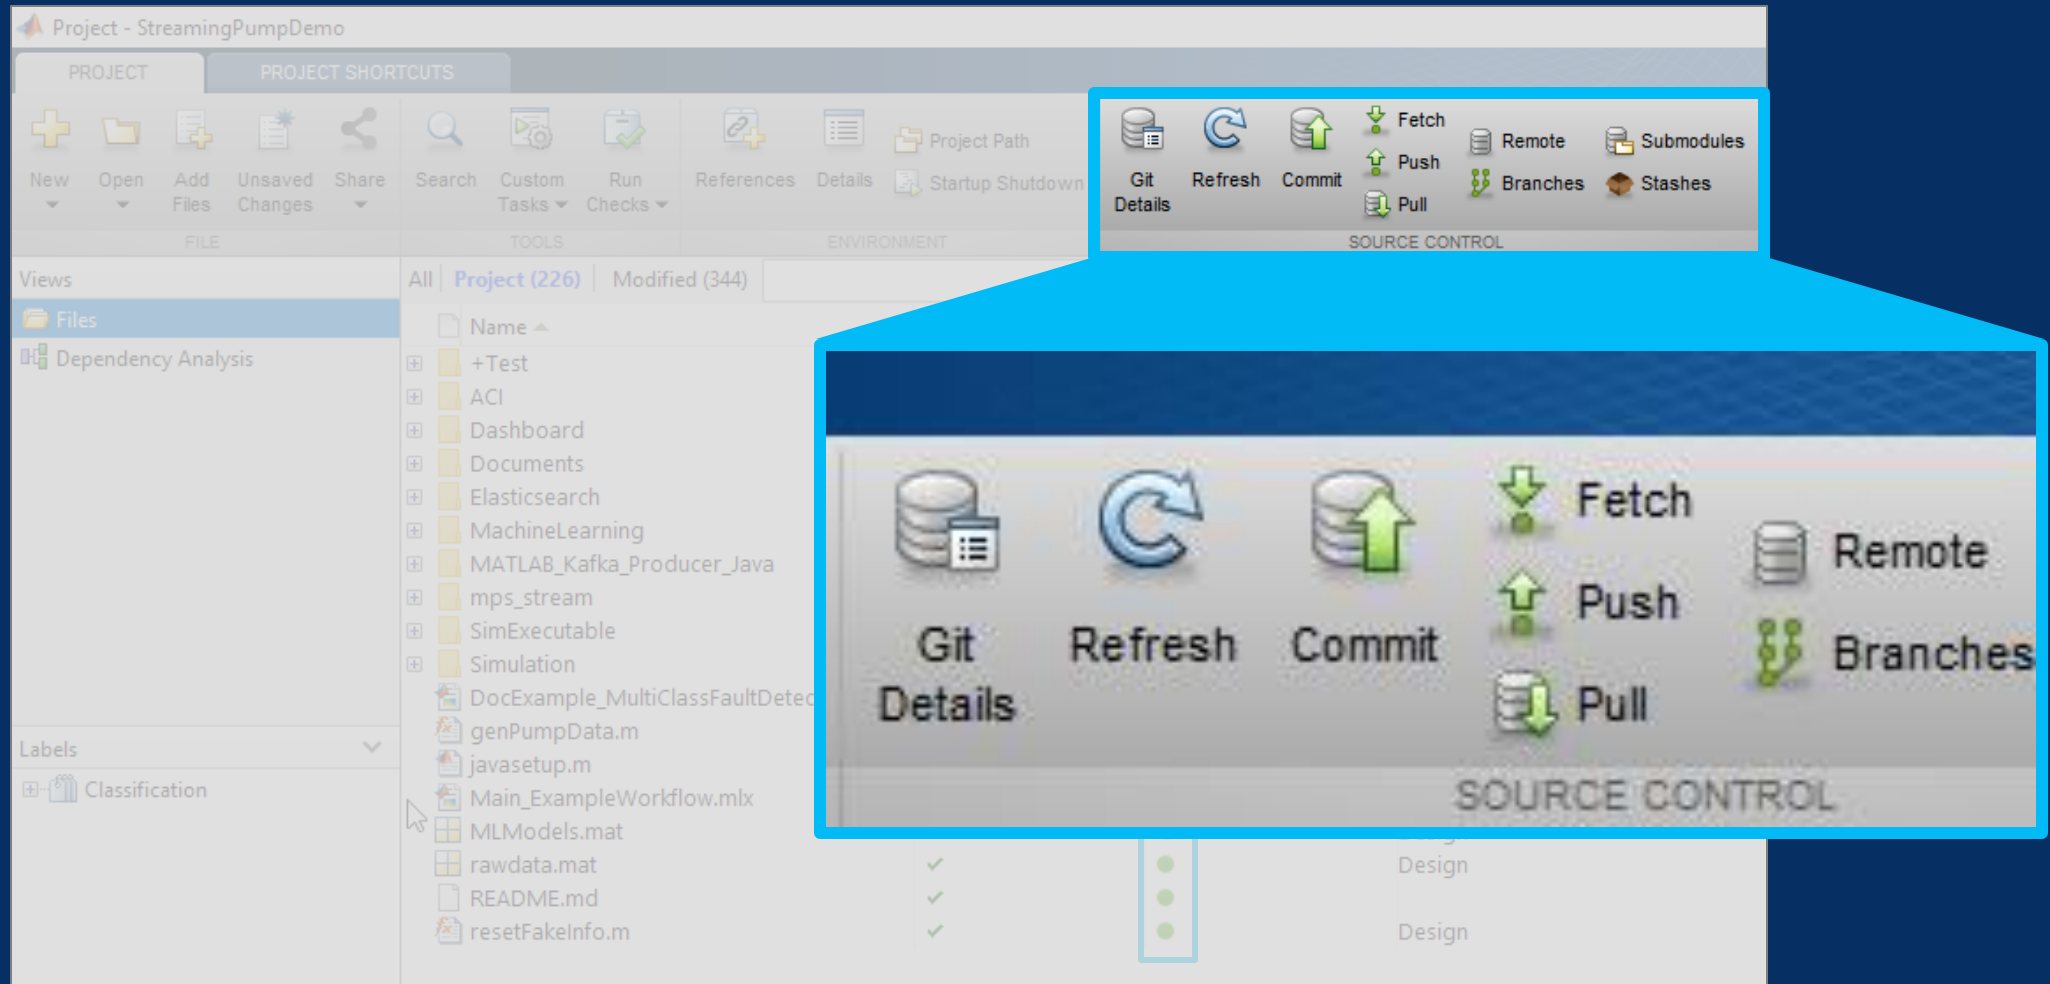 Project - StreamingPumpDemo
PROJECT
PROJECT SHORTCUTS
New
Open
Add Files
Unsaved Changes
Share
FILE
Search
Custom Tasks
Run Checks
TOOLS
References
Details
Project Path
Startup Shutdown
ENVIRONMENT
Git Details
Refresh
Commit
Fetch
Push
Pull
Remote
Branches
Submodules
Stashes
SOURCE CONTROL
Views
Files
Dependency Analysis
Labels
Classification
All
Project (226)
Modified (344)
Name
+Test
ACI
Dashboard
Documents
Elasticsearch
MachineLearning
MATLAB_Kafka_Producer_Java
mps_stream
SimExecutable
Simulation
DocExample_MultiClassFaultDetec
genPumpData.m
javasetup.m
Main_ExampleWorkflow.mlx
MLModels.mat
rawdata.mat
Design
README.md
resetFakeInfo.m
Design
Git
Details
Refresh
Commit
Fetch
Push
Pull
Remote
Branches
SOURCE CONTROL